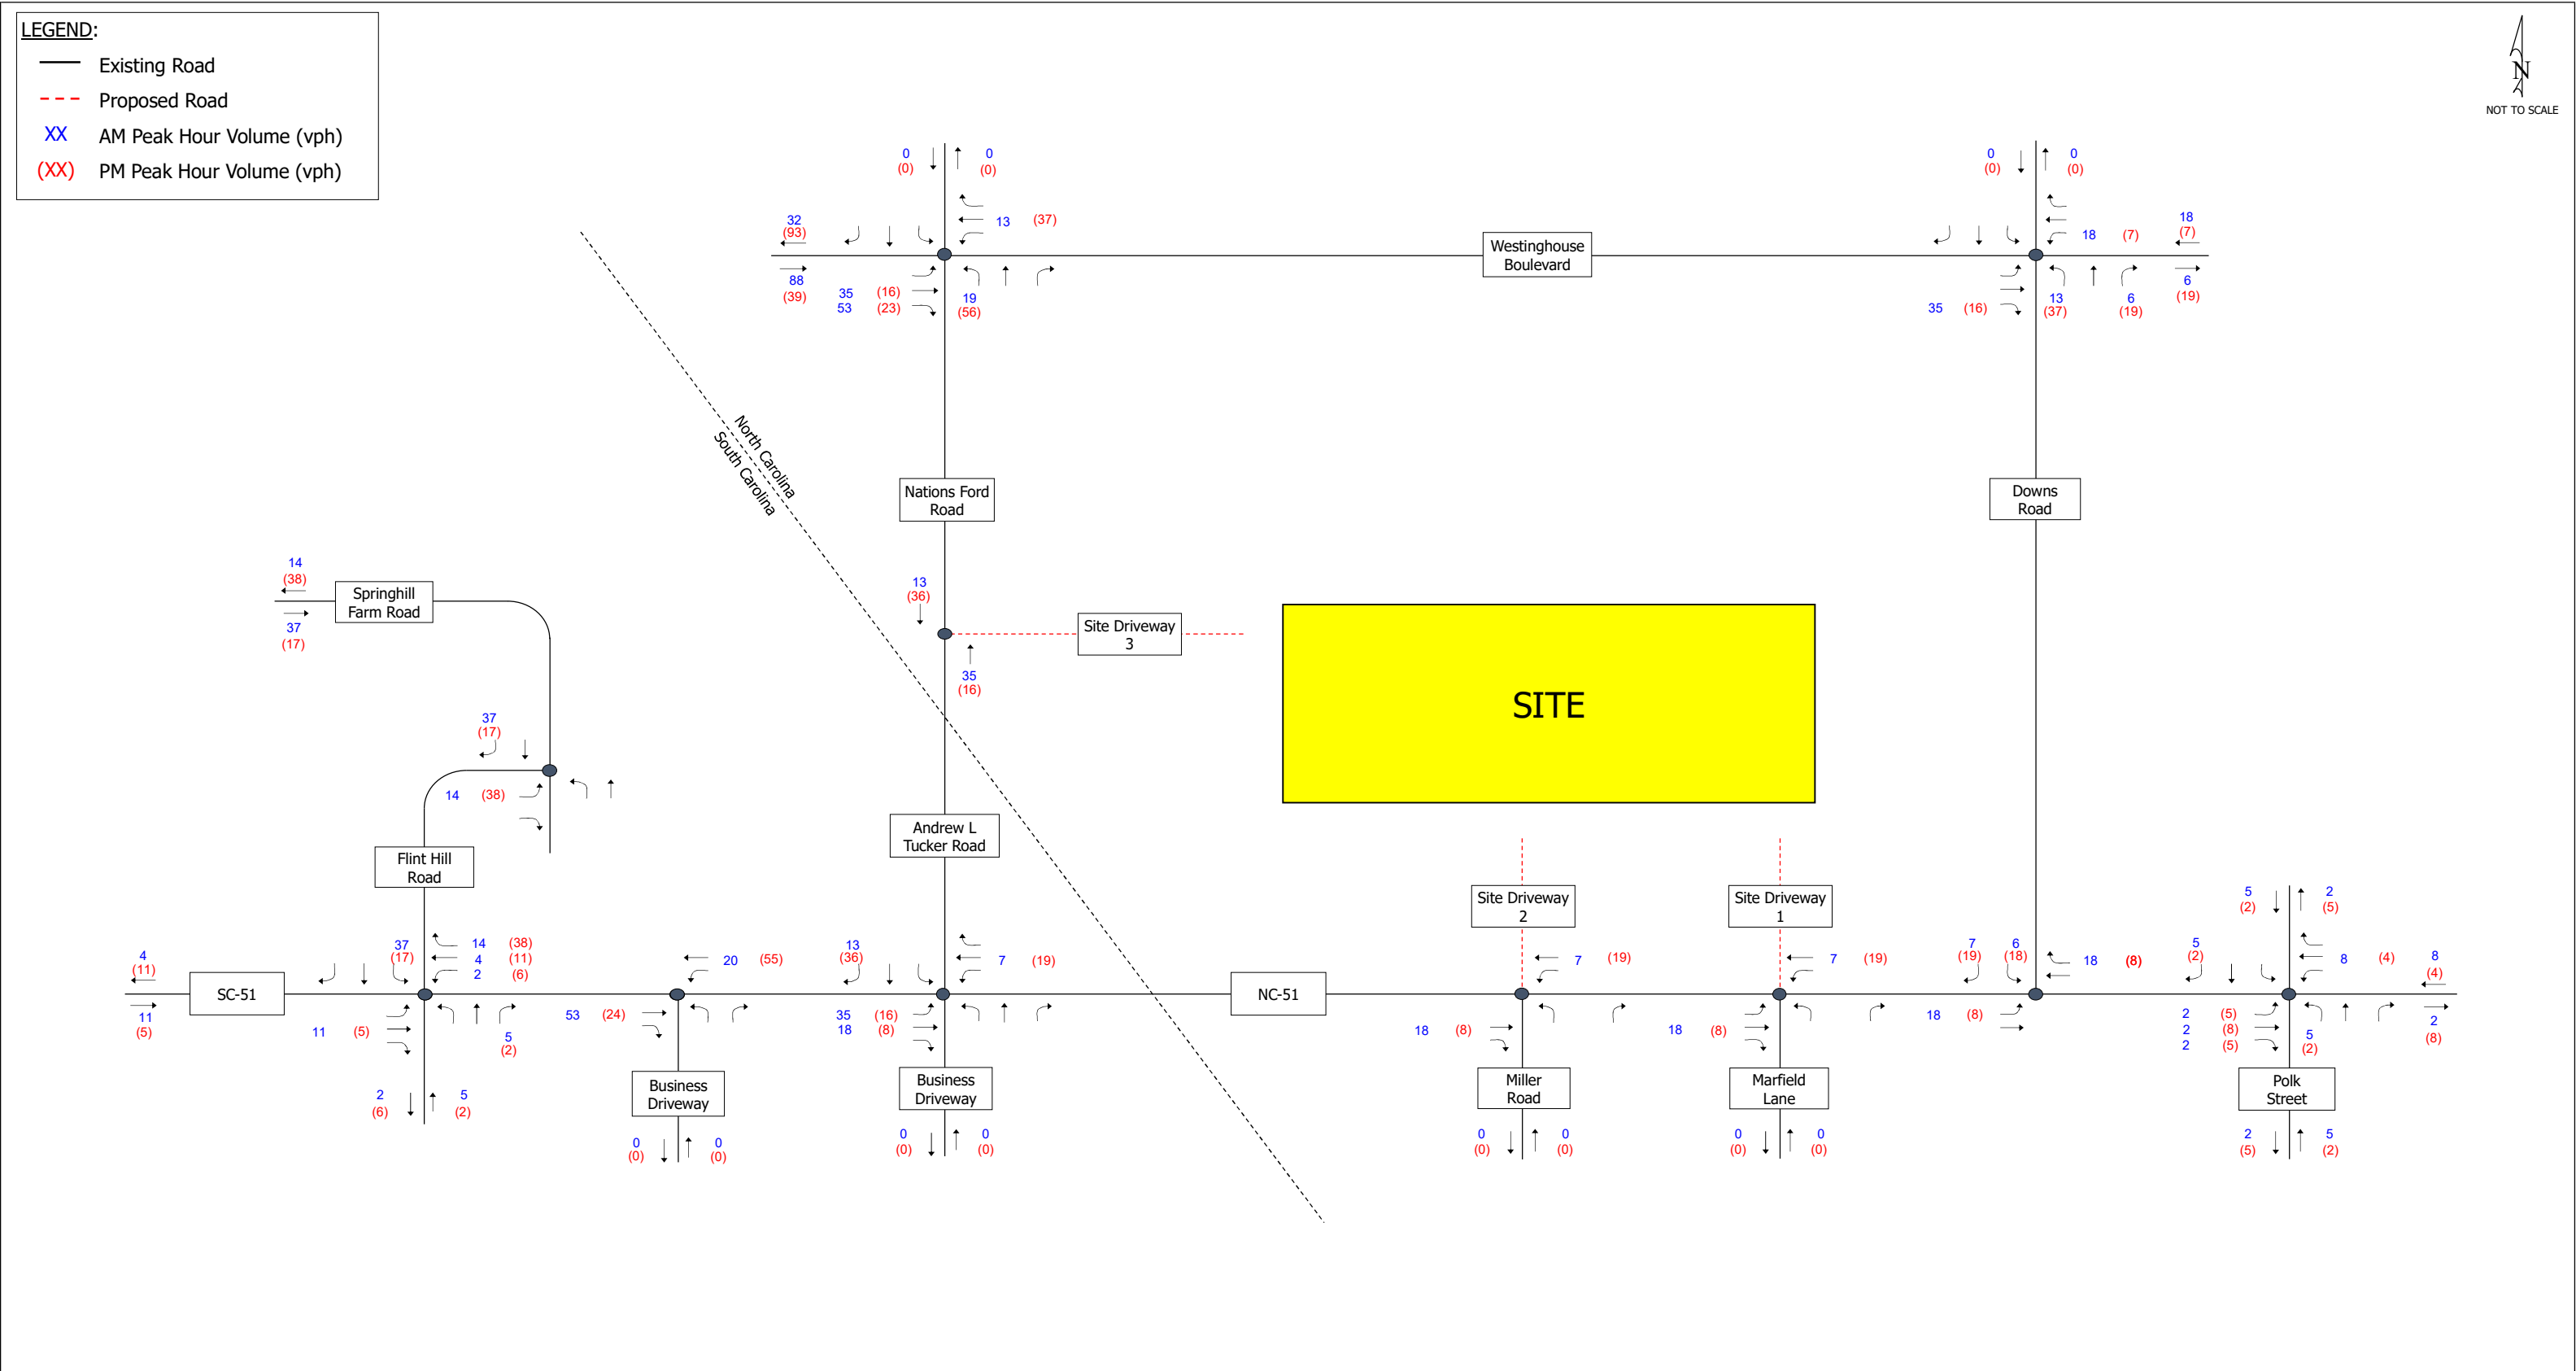 LEGEND:
Existing Road
Proposed Road
XX AM Peak Hour Volume (vph)
(XX) PM Peak Hour Volume (vph)
N
NOT TO SCALE
0 0
(0) (0)
32
(93)
13 (37)
88
(39)
35 (16)
53 (23)
19
(56)
Westinghouse
Boulevard
0 0
(0) (0)
18
(7)
18 (7)
6
(19)
35 (16)
13
(37)
6
(19)
North Carolina
South Carolina
Nations Ford
Road
Downs
Road
14
(38)
Springhill
Farm Road
37
(17)
13
(36)
Site Driveway
3
35
(16)
SITE
37
(17)
14 (38)
Flint Hill
Road
Andrew L
Tucker Road
Site Driveway
2
Site Driveway
1
4
(11)
SC-51
11
(5)
37
(17)
14 (38)
4 (11)
2 (6)
11 (5)
5
(2)
2 5
(6) (2)
20 (55)
53 (24)
Business
Driveway
0 0
(0) (0)
13
(36)
7 (19)
35 (16)
18 (8)
Business
Driveway
0 0
(0) (0)
NC-51
7 (19)
18 (8)
Miller
Road
0 0
(0) (0)
7 (19)
18 (8)
Marfield
Lane
0 0
(0) (0)
7 6
(19) (18)
18 (8)
18 (8)
5 2
(2) (5)
5
(2)
8 (4)
8
(4)
2 (5)
2 (8)
2 (5)
5
(2)
2
(8)
Polk
Street
2 5
(5) (2)